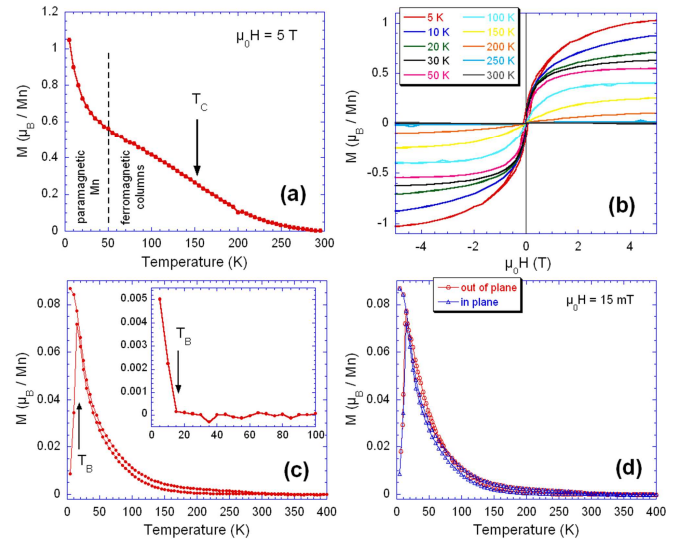 μ₀H = 5 T
1.2
1
0.8
0.6
0.4
0.2
0
M (μB / Mn)
T_C
paramagnetic
Mn
ferromagnetic
columns
(a)
0 50 100 150 200 250 300
Temperature (K)
5 K 100 K
10 K 150 K
20 K 200 K
30 K 250 K
50 K 300 K
1
0.5
0
-0.5
-1
M (μB / Mn)
(b)
-4 -2 0 2 4
μ₀H (T)
0.08
0.06
0.04
0.02
0
M (μB / Mn)
0.005
0.004
0.003
0.002
0.001
0
T_B
0 20 40 60 80 100
T_B
(c)
0 50 100 150 200 250 300 350 400
Temperature (K)
out of plane
in plane
μ₀H = 15 mT
0.08
0.06
0.04
0.02
0
M (μB / Mn)
(d)
0 50 100 150 200 250 300 350 400
Temperature (K)